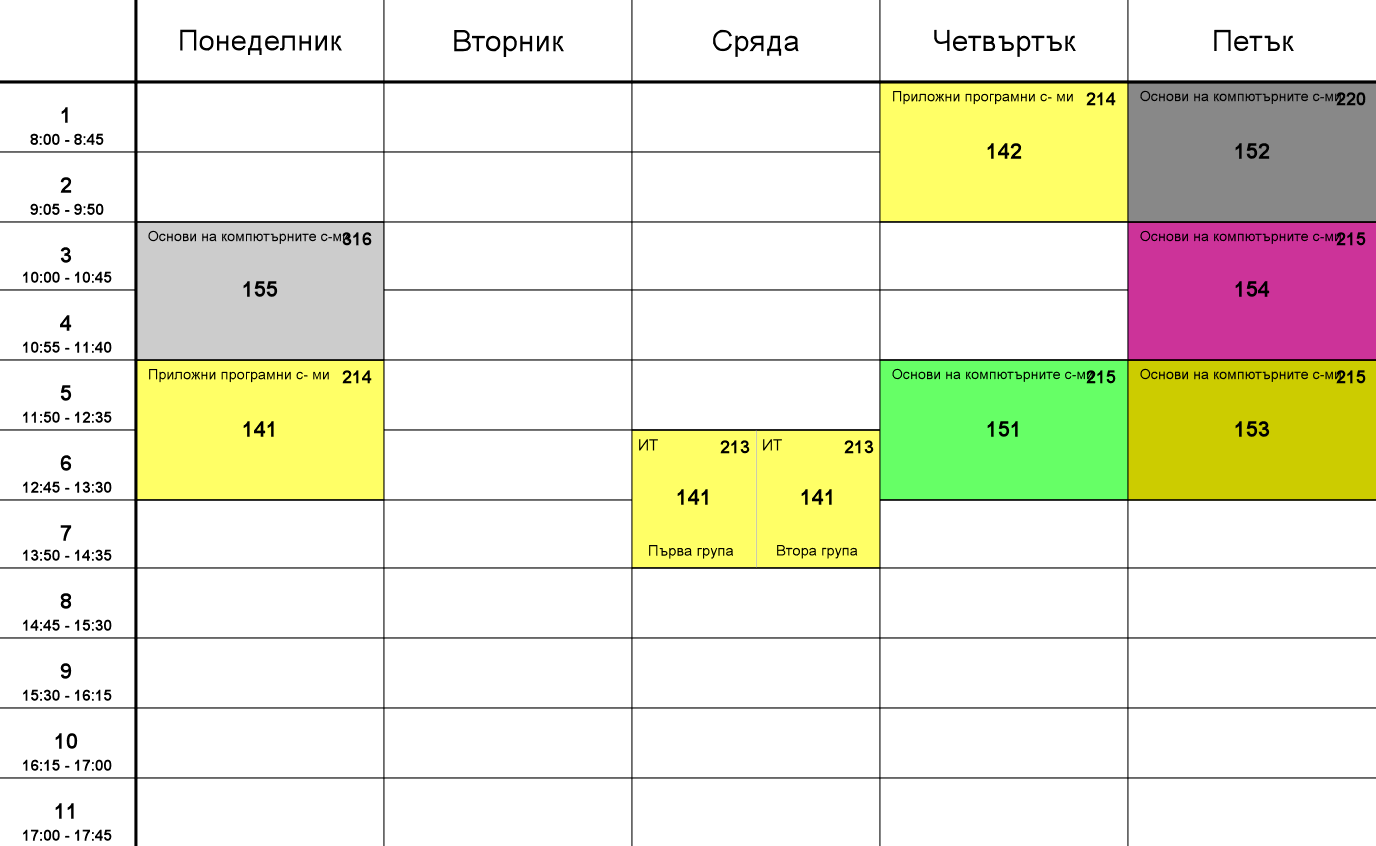 Понеделник Вторник Сряда Четвъртък Петък
1 Приложни програмни с- ми 214 Основи на компютърните с-ми 220
8:00 - 8:45
142 152
2
9:05 - 9:50
3 Основи на компютърните с-ми 316 Основи на компютърните с-ми 215
10:00 - 10:45
155 154
4
10:55 - 11:40
5 Приложни програмни с- ми 214 Основи на компютърните с-ми 215 Основи на компютърните с-ми 215
11:50 - 12:35
141 151 153
6 ИТ 213 ИТ 213
12:45 - 13:30
141 141
7
13:50 - 14:35
Първа група Втора група
8
14:45 - 15:30
9
15:30 - 16:15
10
16:15 - 17:00
11
17:00 - 17:45